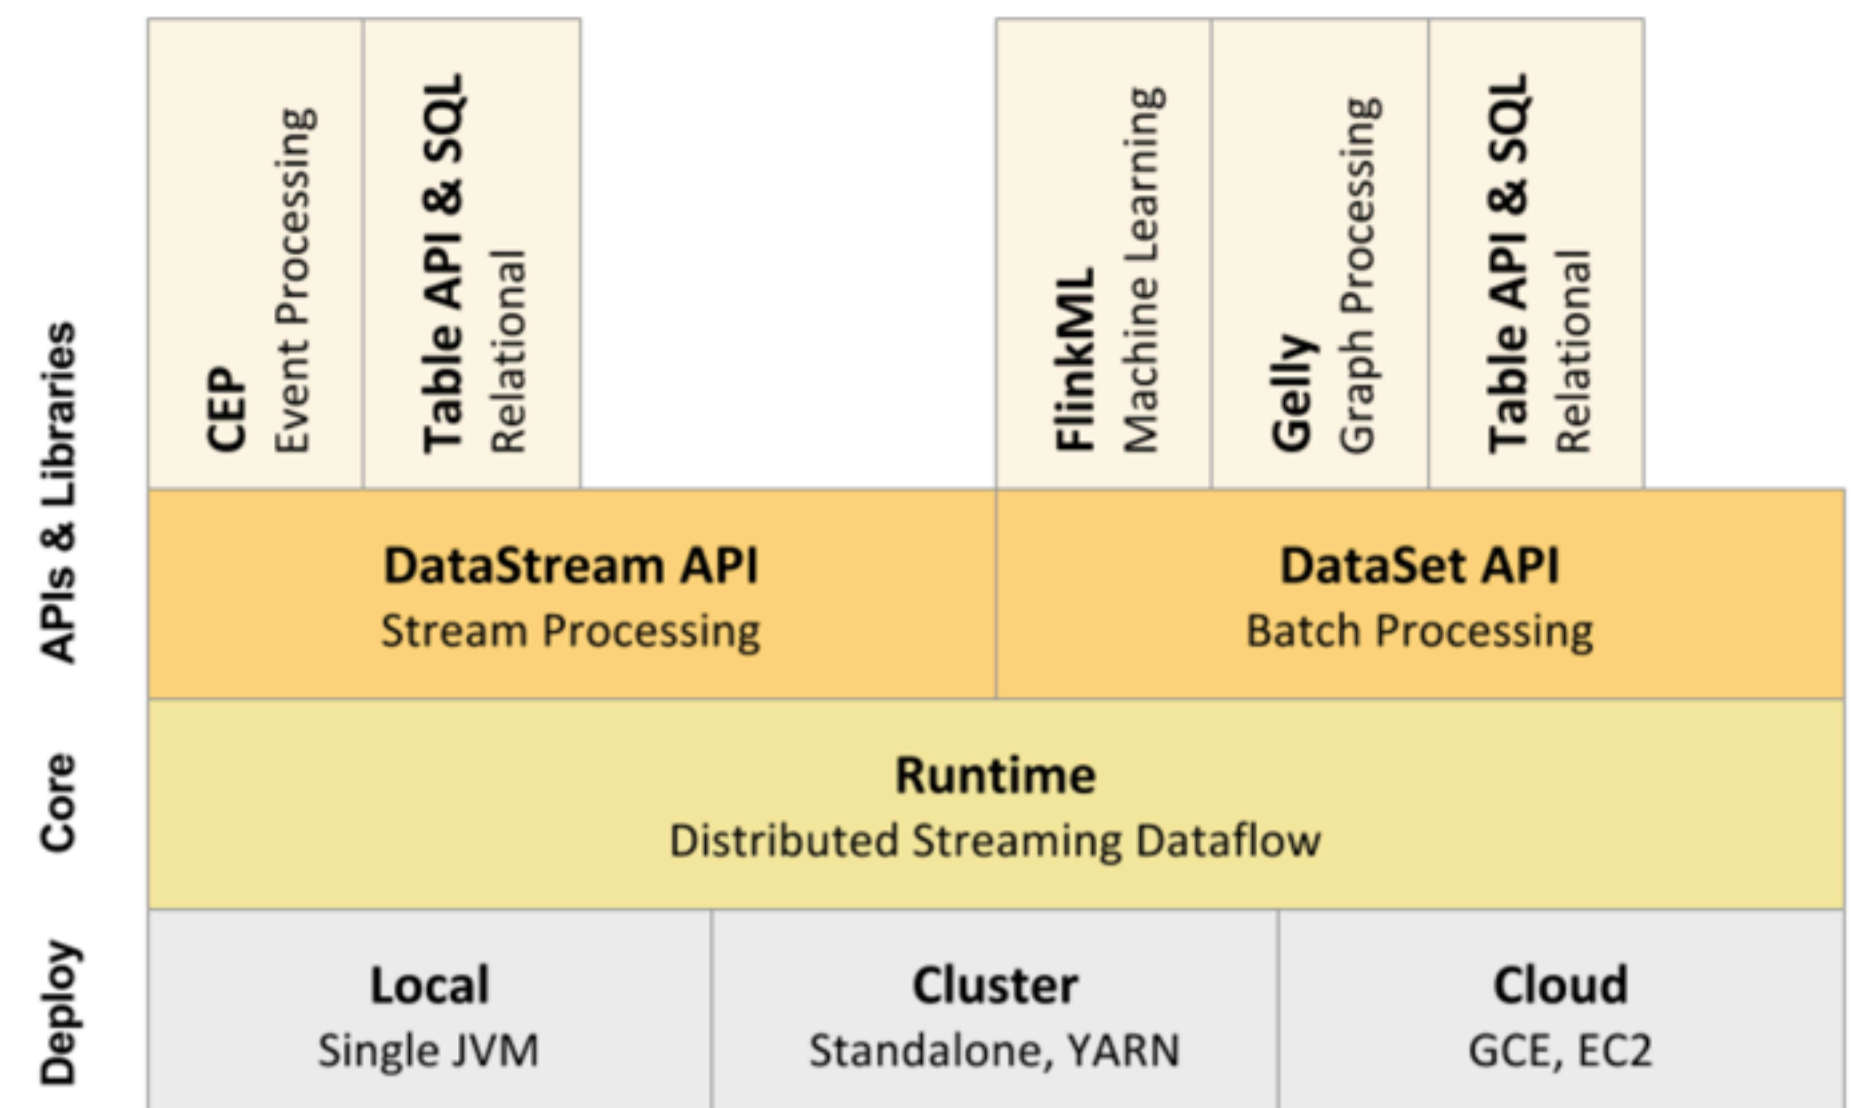 APIs & Libraries
CEP
Event Processing
Table API & SQL
Relational
FlinkML
Machine Learning
Gelly
Graph Processing
Table API & SQL
Relational
DataStream API
Stream Processing
DataSet API
Batch Processing
Core
Runtime
Distributed Streaming Dataflow
Deploy
Local
Single JVM
Cluster
Standalone, YARN
Cloud
GCE, EC2